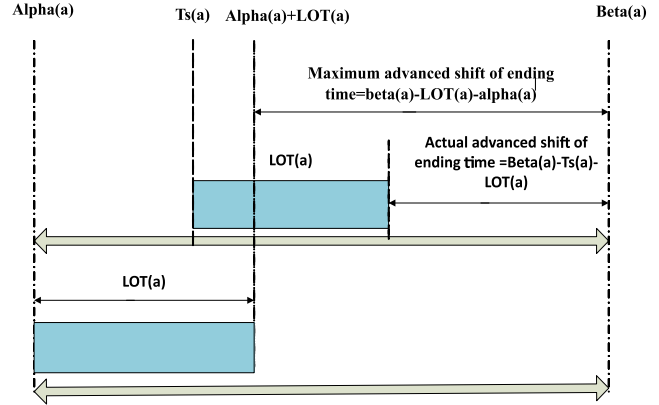 Alpha(a)
Ts(a)
Alpha(a)+LOT(a)
Beta(a)
Maximum advanced shift of ending
time=beta(a)-LOT(a)-alpha(a)
Actual advanced shift of
ending time =Beta(a)-Ts(a)-
LOT(a)
LOT(a)
LOT(a)